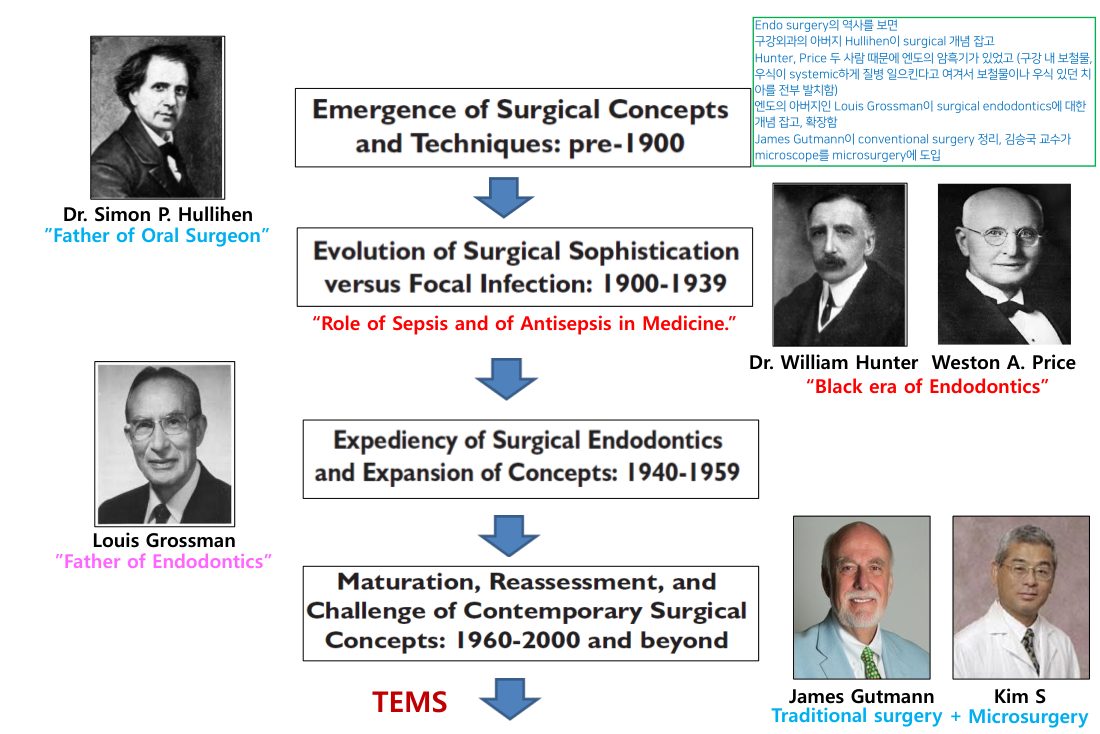 Endo surgery의 역사를 보면
구강외과의 아버지 Hullihen이 surgical 개념 잡고
Hunter, Price 두 사람 때문에 엔도의 암흑기가 있었고 (구강 내 보철물,
우식이 systemic하게 질병 일으킨다고 여겨서 보철물이나 우식 있던 치
아를 전부 발치함)
엔도의 아버지인 Louis Grossman이 surgical endodontics에 대한
개념 잡고, 확장함
James Gutmann이 conventional surgery 정리, 김승국 교수가
microscope를 microsurgery에 도입
Emergence of Surgical Concepts
and Techniques: pre-1900
Dr. Simon P. Hullihen
”Father of Oral Surgeon”
Evolution of Surgical Sophistication
versus Focal Infection: 1900-1939
“Role of Sepsis and of Antisepsis in Medicine.”
Dr. William Hunter Weston A. Price
“Black era of Endodontics”
Expediency of Surgical Endodontics
and Expansion of Concepts: 1940-1959
Louis Grossman
”Father of Endodontics”
Maturation, Reassessment, and
Challenge of Contemporary Surgical
Concepts: 1960-2000 and beyond
TEMS
James Gutmann Kim S
Traditional surgery + Microsurgery